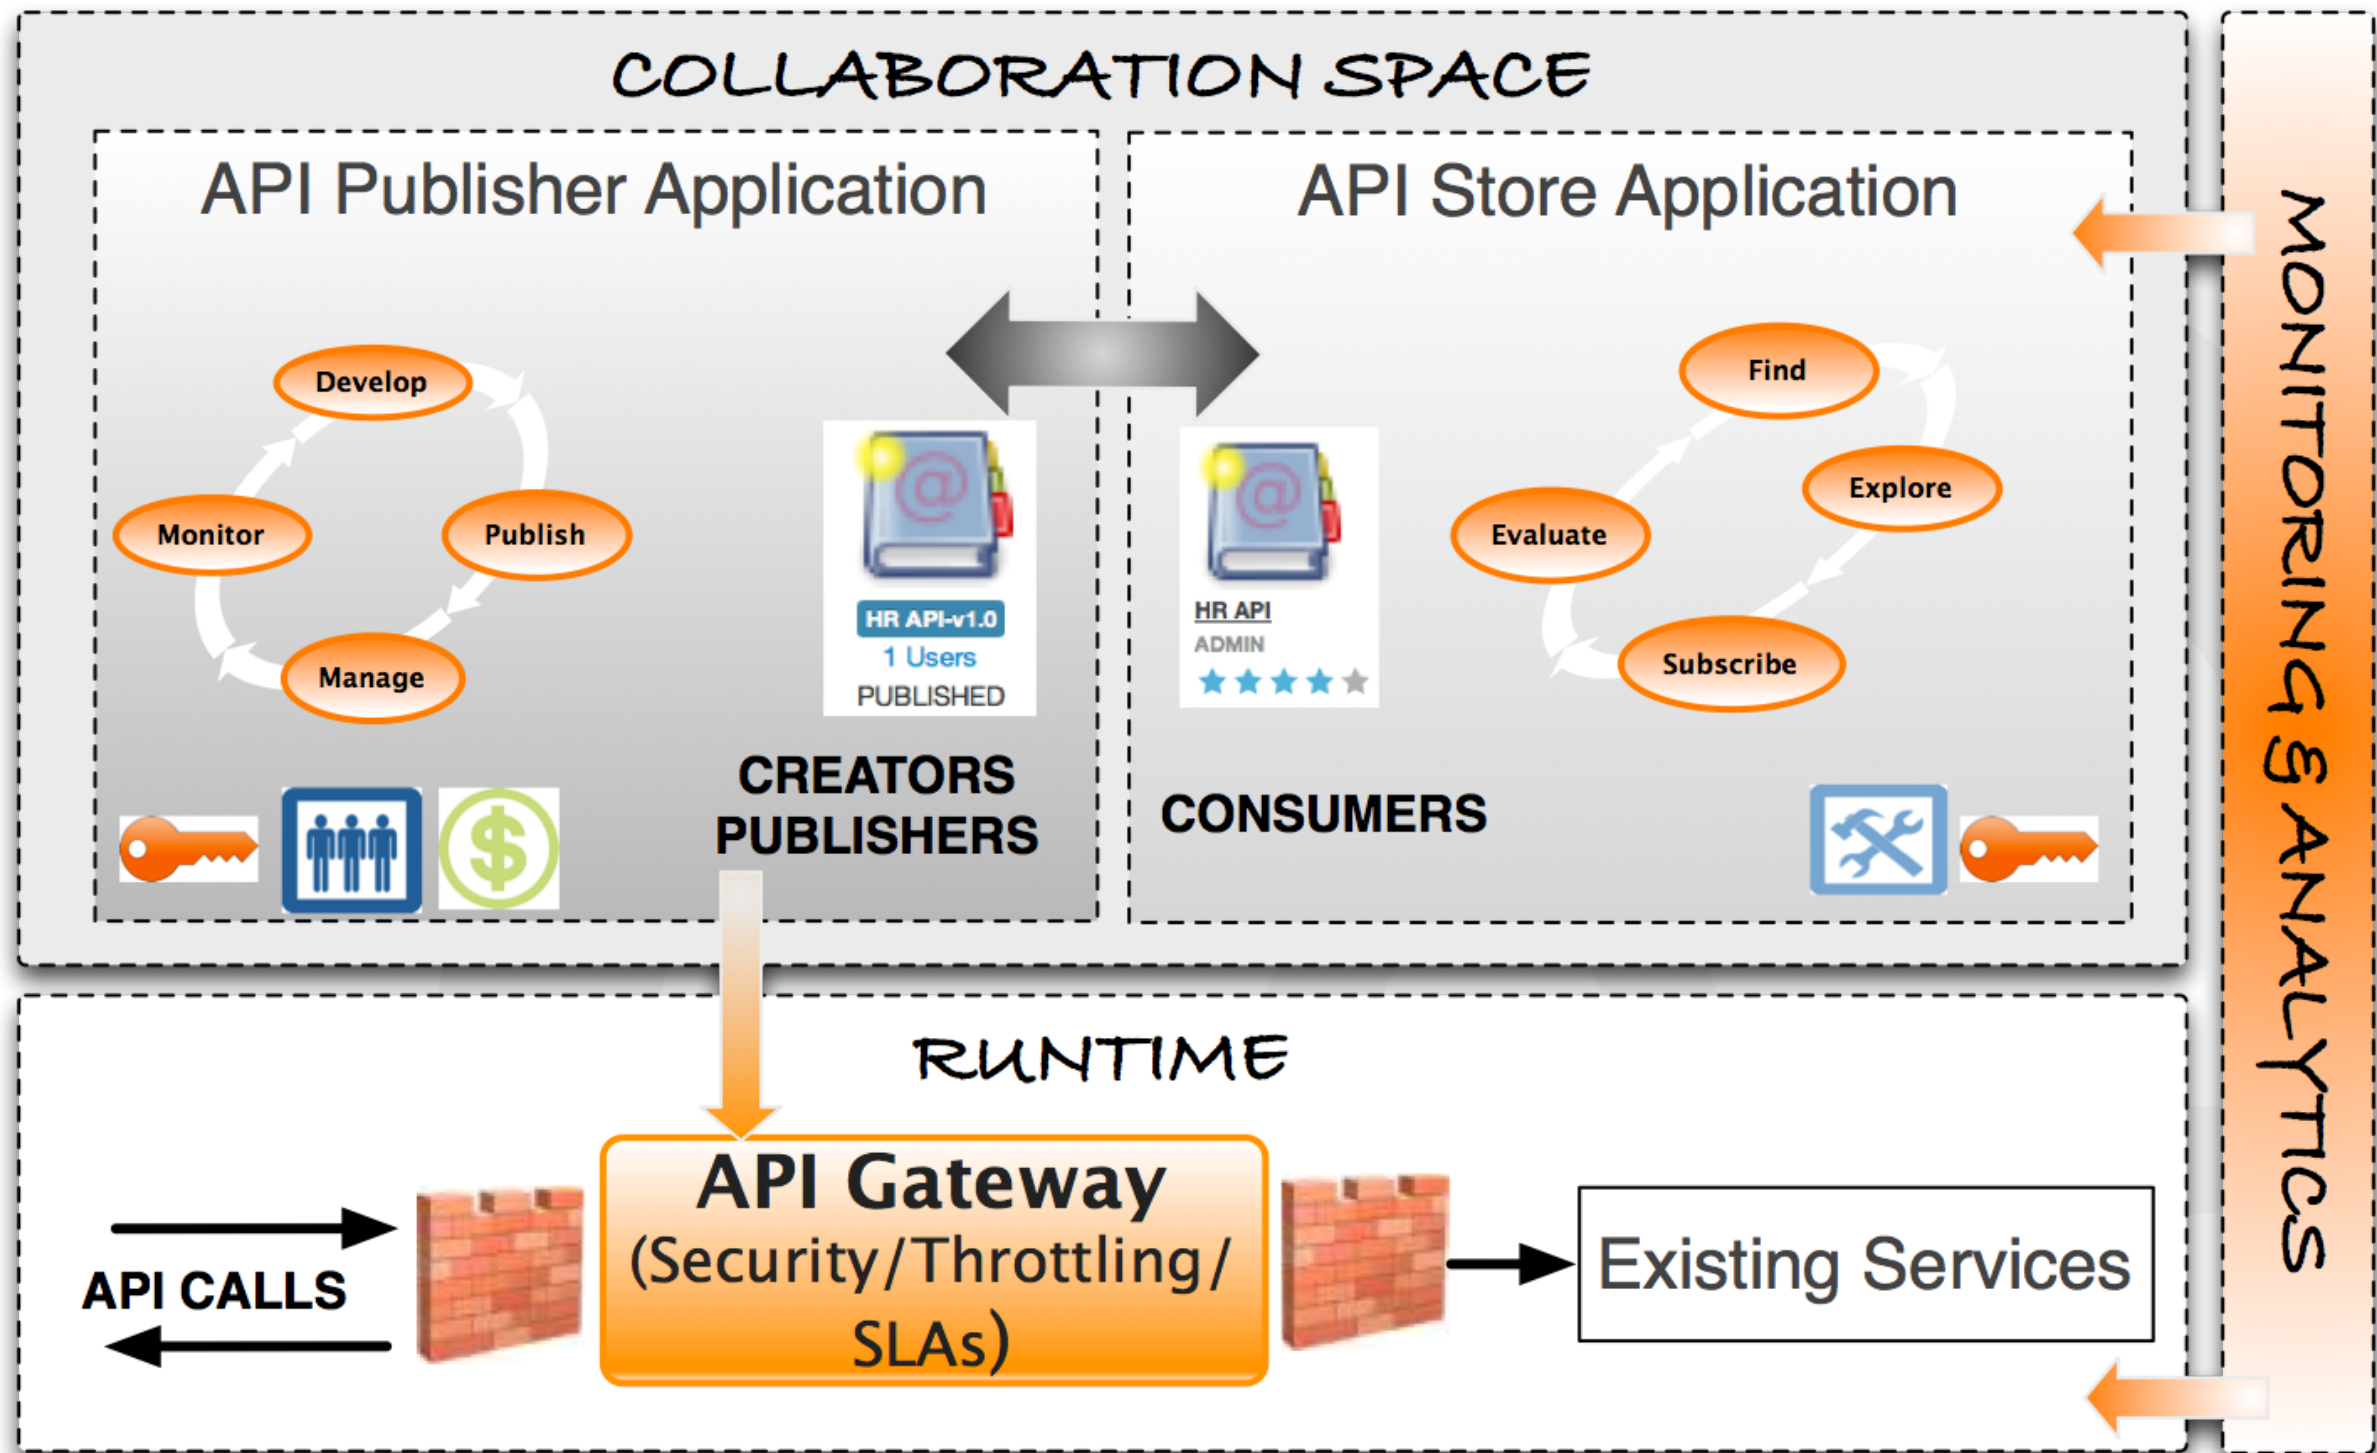 COLLABORATION SPACE
API Publisher Application
Develop
Monitor
Publish
Manage
@
HR API-v1.0
1 Users
PUBLISHED
CREATORS
PUBLISHERS
$
API Store Application
Find
Explore
Evaluate
Subscribe
@
HR API
ADMIN
CONSUMERS
MONITORING & ANALYTICS
RUNTIME
API CALLS
API Gateway
(Security/Throttling/
SLAs)
Existing Services